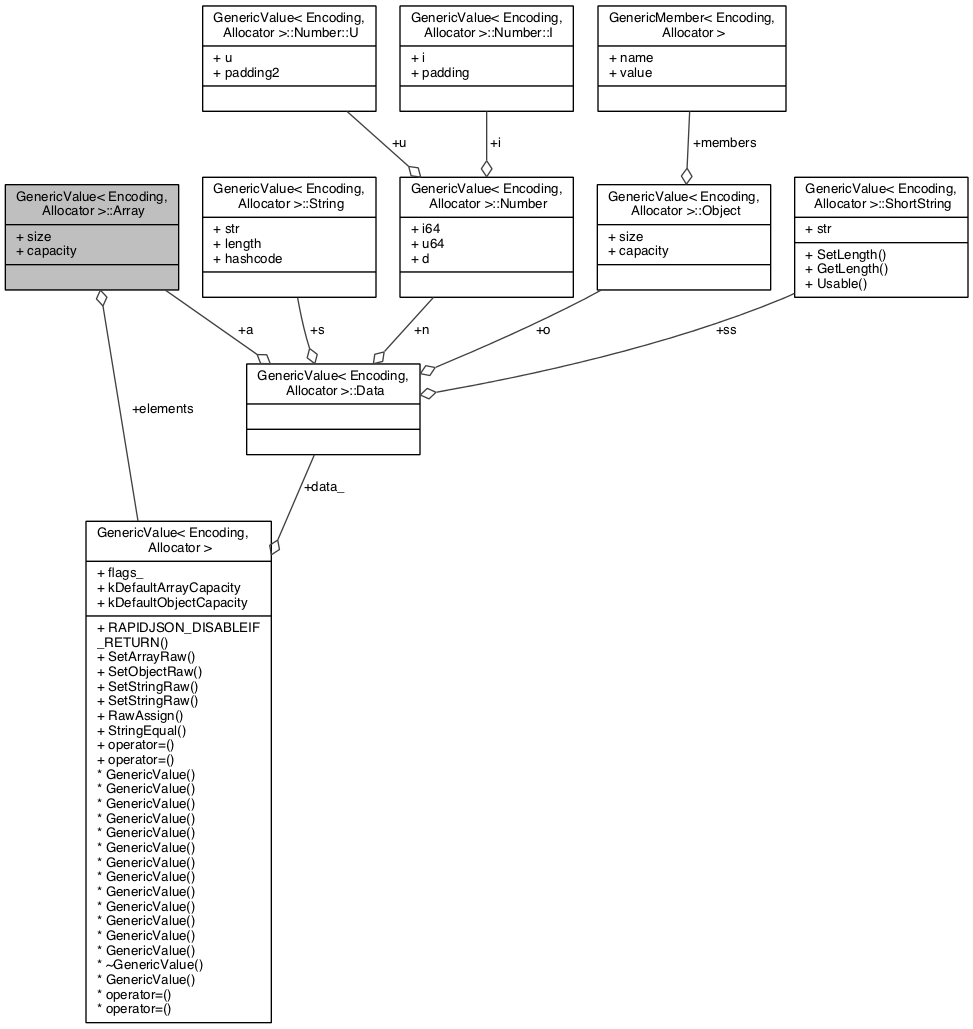 GenericValue< Encoding,
Allocator >::Number::U
+ u
+ padding2
GenericValue< Encoding,
Allocator >::Number::I
+ i
+ padding
GenericMember< Encoding,
Allocator >
+ name
+ value
+u
+i
+members
GenericValue< Encoding,
Allocator >::Array
+ size
+ capacity
GenericValue< Encoding,
Allocator >::String
+ str
+ length
+ hashcode
GenericValue< Encoding,
Allocator >::Number
+ i64
+ u64
+ d
GenericValue< Encoding,
Allocator >::Object
+ size
+ capacity
GenericValue< Encoding,
Allocator >::ShortString
+ str
+ SetLength()
+ GetLength()
+ Usable()
+a
+s
+n
+o
+ss
GenericValue< Encoding,
Allocator >::Data
+elements
+data_
GenericValue< Encoding,
Allocator >
+ flags_
+ kDefaultArrayCapacity
+ kDefaultObjectCapacity
+ RAPIDJSON_DISABLEIF
_RETURN()
+ SetArrayRaw()
+ SetObjectRaw()
+ SetStringRaw()
+ SetStringRaw()
+ RawAssign()
+ StringEqual()
+ operator=()
+ operator=()
* GenericValue()
* GenericValue()
* GenericValue()
* GenericValue()
* GenericValue()
* GenericValue()
* GenericValue()
* GenericValue()
* GenericValue()
* GenericValue()
* GenericValue()
* GenericValue()
* GenericValue()
* ~GenericValue()
* GenericValue()
* operator=()
* operator=()